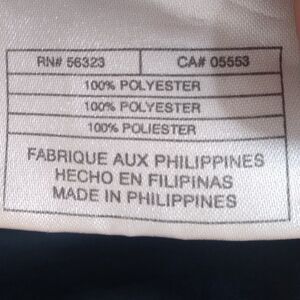 RN# 56323 CA# 05553
100% POLYESTER
100% POLYESTER
100% POLIESTER
FABRIQUE AUX PHILIPPINES
HECHO EN FILIPINAS
MADE IN PHILIPPINES